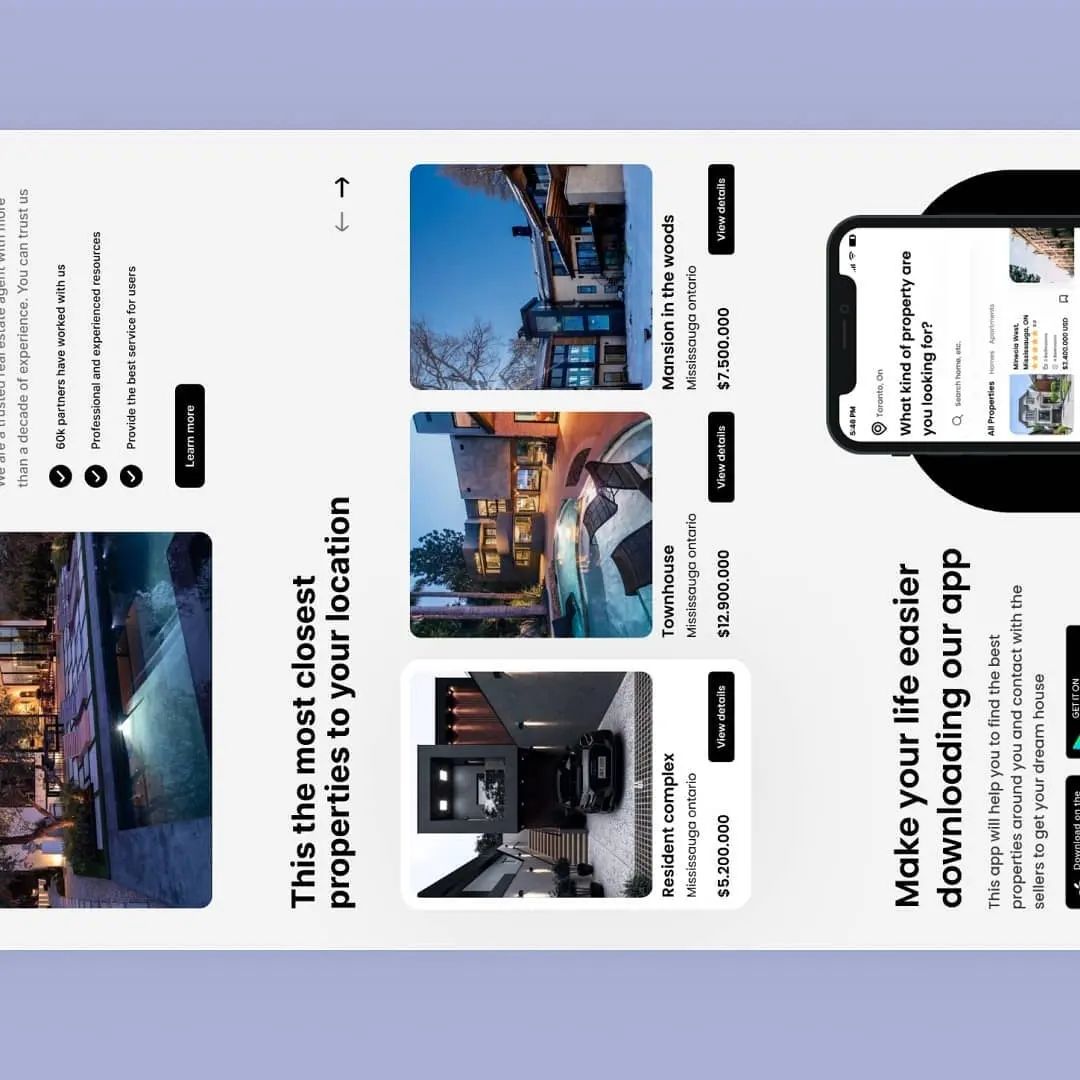 We are a trusted real estate agent with more
than a decade of experience. You can trust us
60k partners have worked with us
Professional and experienced resources
Provide the best service for users
Learn more
This the most closest
properties to your location
Resident complex
Mississauga ontario
$5.200.000
View details
Townhouse
Mississauga ontario
$12.900.000
View details
Mansion in the woods
Mississauga ontario
$7.500.000
View details
Make your life easier
downloading our app
This app will help you to find the best
properties around you and contact with the
sellers to get your dream house
Download on the
GET IT ON
5:46 PM
Toronto, On
What kind of property are
you looking for?
Search home, etc.
All Properties Homes Apartments
Minecia West,
Mississauga, ON
$3.400.000 USD